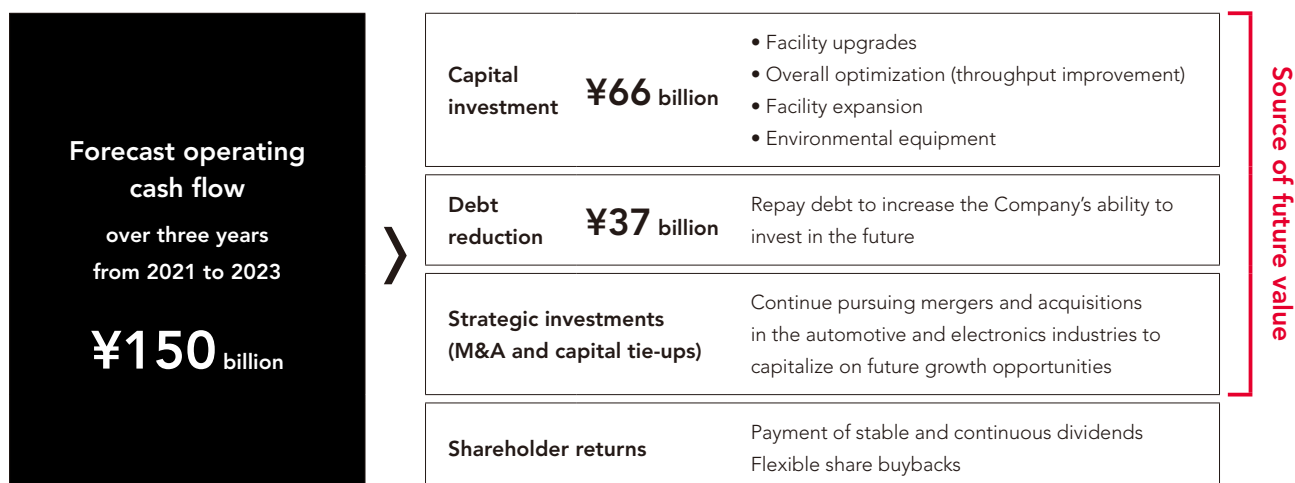 Forecast operating
cash flow
over three years
from 2021 to 2023
¥150 billion
❯
Capital
investment
¥66 billion
• Facility upgrades
• Overall optimization (throughput improvement)
• Facility expansion
• Environmental equipment
Debt
reduction
¥37 billion
Repay debt to increase the Company’s ability to
invest in the future
Strategic investments
(M&A and capital tie-ups)
Continue pursuing mergers and acquisitions
in the automotive and electronics industries to
capitalize on future growth opportunities
Shareholder returns
Payment of stable and continuous dividends
Flexible share buybacks
Source of future value